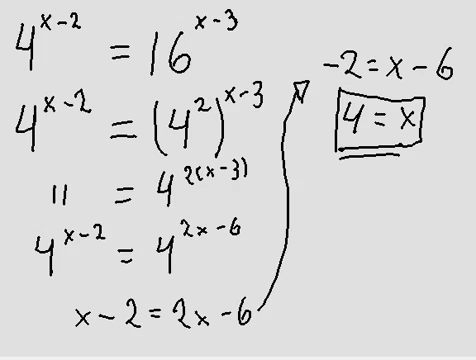 4^(x-2) = 16^(x-3)
4^(x-2) = (4^2)^(x-3)
" = 4^(2(x-3))
4^(x-2) = 4^(2x-6)
x-2 = 2x-6
-2 = x-6
4 = x